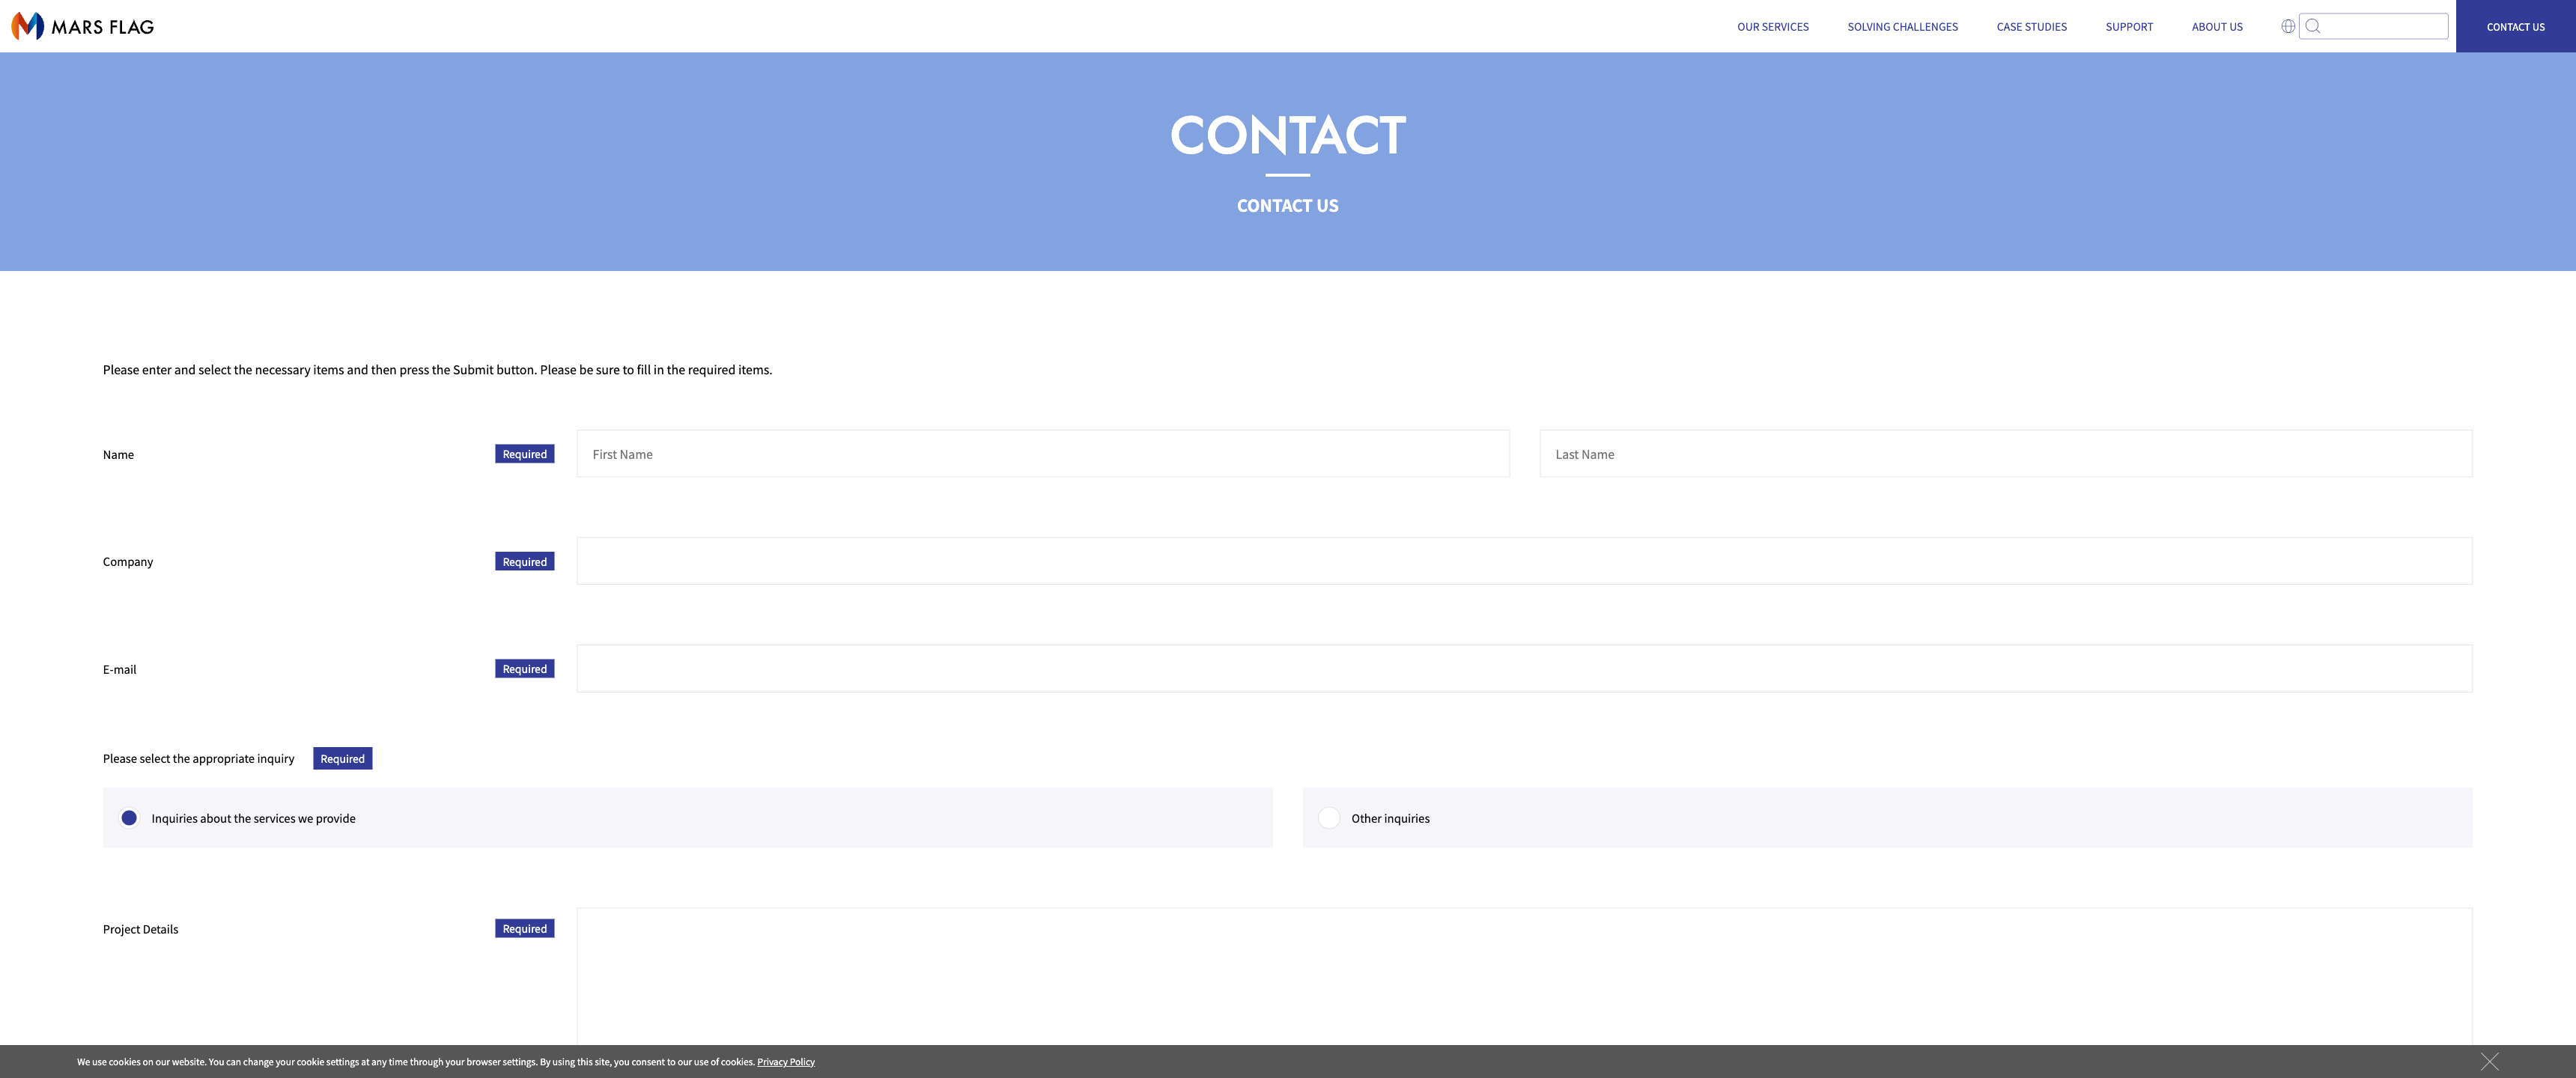 MARS FLAG
OUR SERVICES
SOLVING CHALLENGES
CASE STUDIES
SUPPORT
ABOUT US
CONTACT US
CONTACT
CONTACT US
Please enter and select the necessary items and then press the Submit button. Please be sure to fill in the required items.
Name
Required
First Name
Last Name
Company
Required
E-mail
Required
Please select the appropriate inquiry
Required
Inquiries about the services we provide
Other inquiries
Project Details
Required
We use cookies on our website. You can change your cookie settings at any time through your browser settings. By using this site, you consent to our use of cookies. Privacy Policy